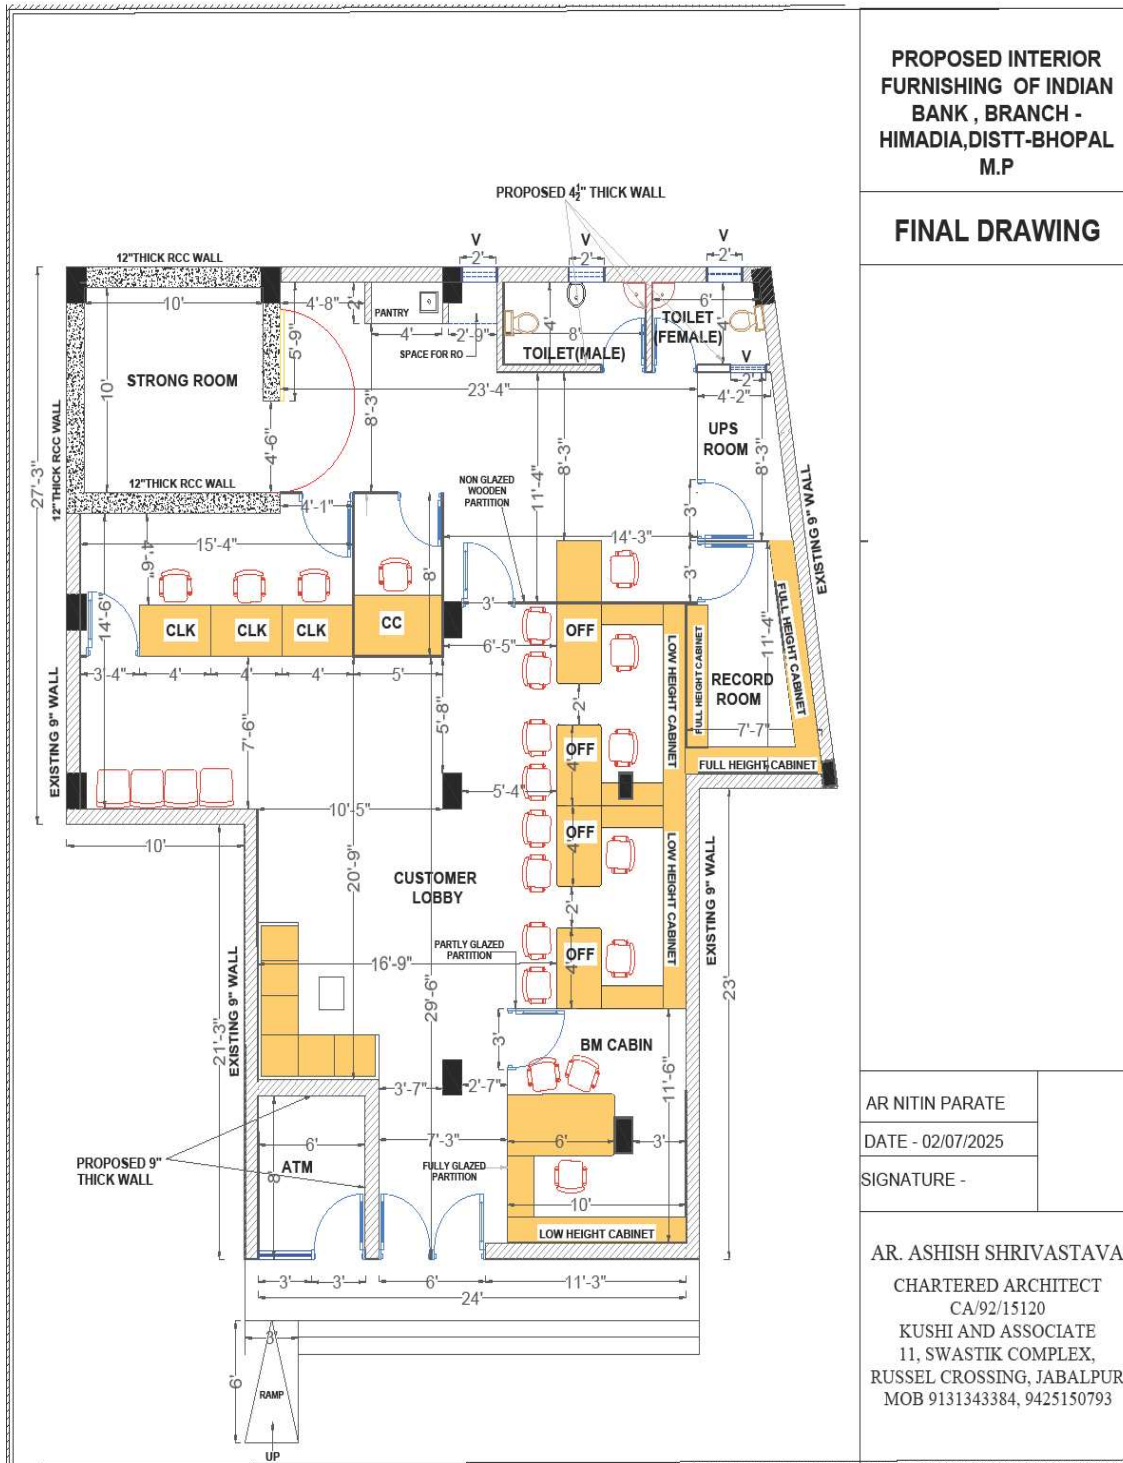 PROPOSED INTERIOR
FURNISHING OF INDIAN
BANK , BRANCH -
HIMADIA,DISTT-BHOPAL
M.P
FINAL DRAWING
PROPOSED 4½" THICK WALL
12"THICK RCC WALL
V
2'
V
2'
V
2'
10'
4'-8"
2'
PANTRY
4'
2'-9"
SPACE FOR RO
4'
8'
TOILET(MALE)
6'
4'
TOILET
(FEMALE)
V
2'
4'-2"
5'-9"
STRONG ROOM
10'
23'-4"
8'-3"
4'-6"
UPS
ROOM
8'-3"
8'-3"
11'-4"
12"THICK RCC WALL
12"THICK RCC WALL
27'-3"
NON GLAZED
WOODEN
PARTITION
EXISTING 9" WALL
4'-1"
3'
15'-4"
14'-3"
4'-6"
8'
3'
14'-6"
3'
CLK
CLK
CLK
CC
OFF
6'-5"
FULL HEIGHT CABINET
11'-4"
LOW HEIGHT CABINET
FULL HEIGHT CABINET
RECORD
ROOM
7'-7"
FULL HEIGHT CABINET
3'-4"
4'
4'
4'
5'
EXISTING 9" WALL
7'-6"
5'-8"
2'
OFF
4'
5'-4
10'-5"
10'
OFF
4'
LOW HEIGHT CABINET
EXISTING 9" WALL
20'-9"
CUSTOMER
LOBBY
2'
PARTLY GLAZED
PARTITION
OFF
4'
16'-9"
29'-6"
23'
21'-3"
EXISTING 9" WALL
3'
BM CABIN
11'-6"
3'-7"
2'-7"
7'-3"
6'
3'
6'
ATM
8'
PROPOSED 9"
THICK WALL
FULLY GLAZED
PARTITION
10'
LOW HEIGHT CABINET
3'
3'
6'
11'-3"
24'
3'
6'
RAMP
UP
AR NITIN PARATE
DATE - 02/07/2025
SIGNATURE -
AR. ASHISH SHRIVASTAVA
CHARTERED ARCHITECT
CA/92/15120
KUSHI AND ASSOCIATE
11, SWASTIK COMPLEX,
RUSSEL CROSSING, JABALPUR
MOB 9131343384, 9425150793